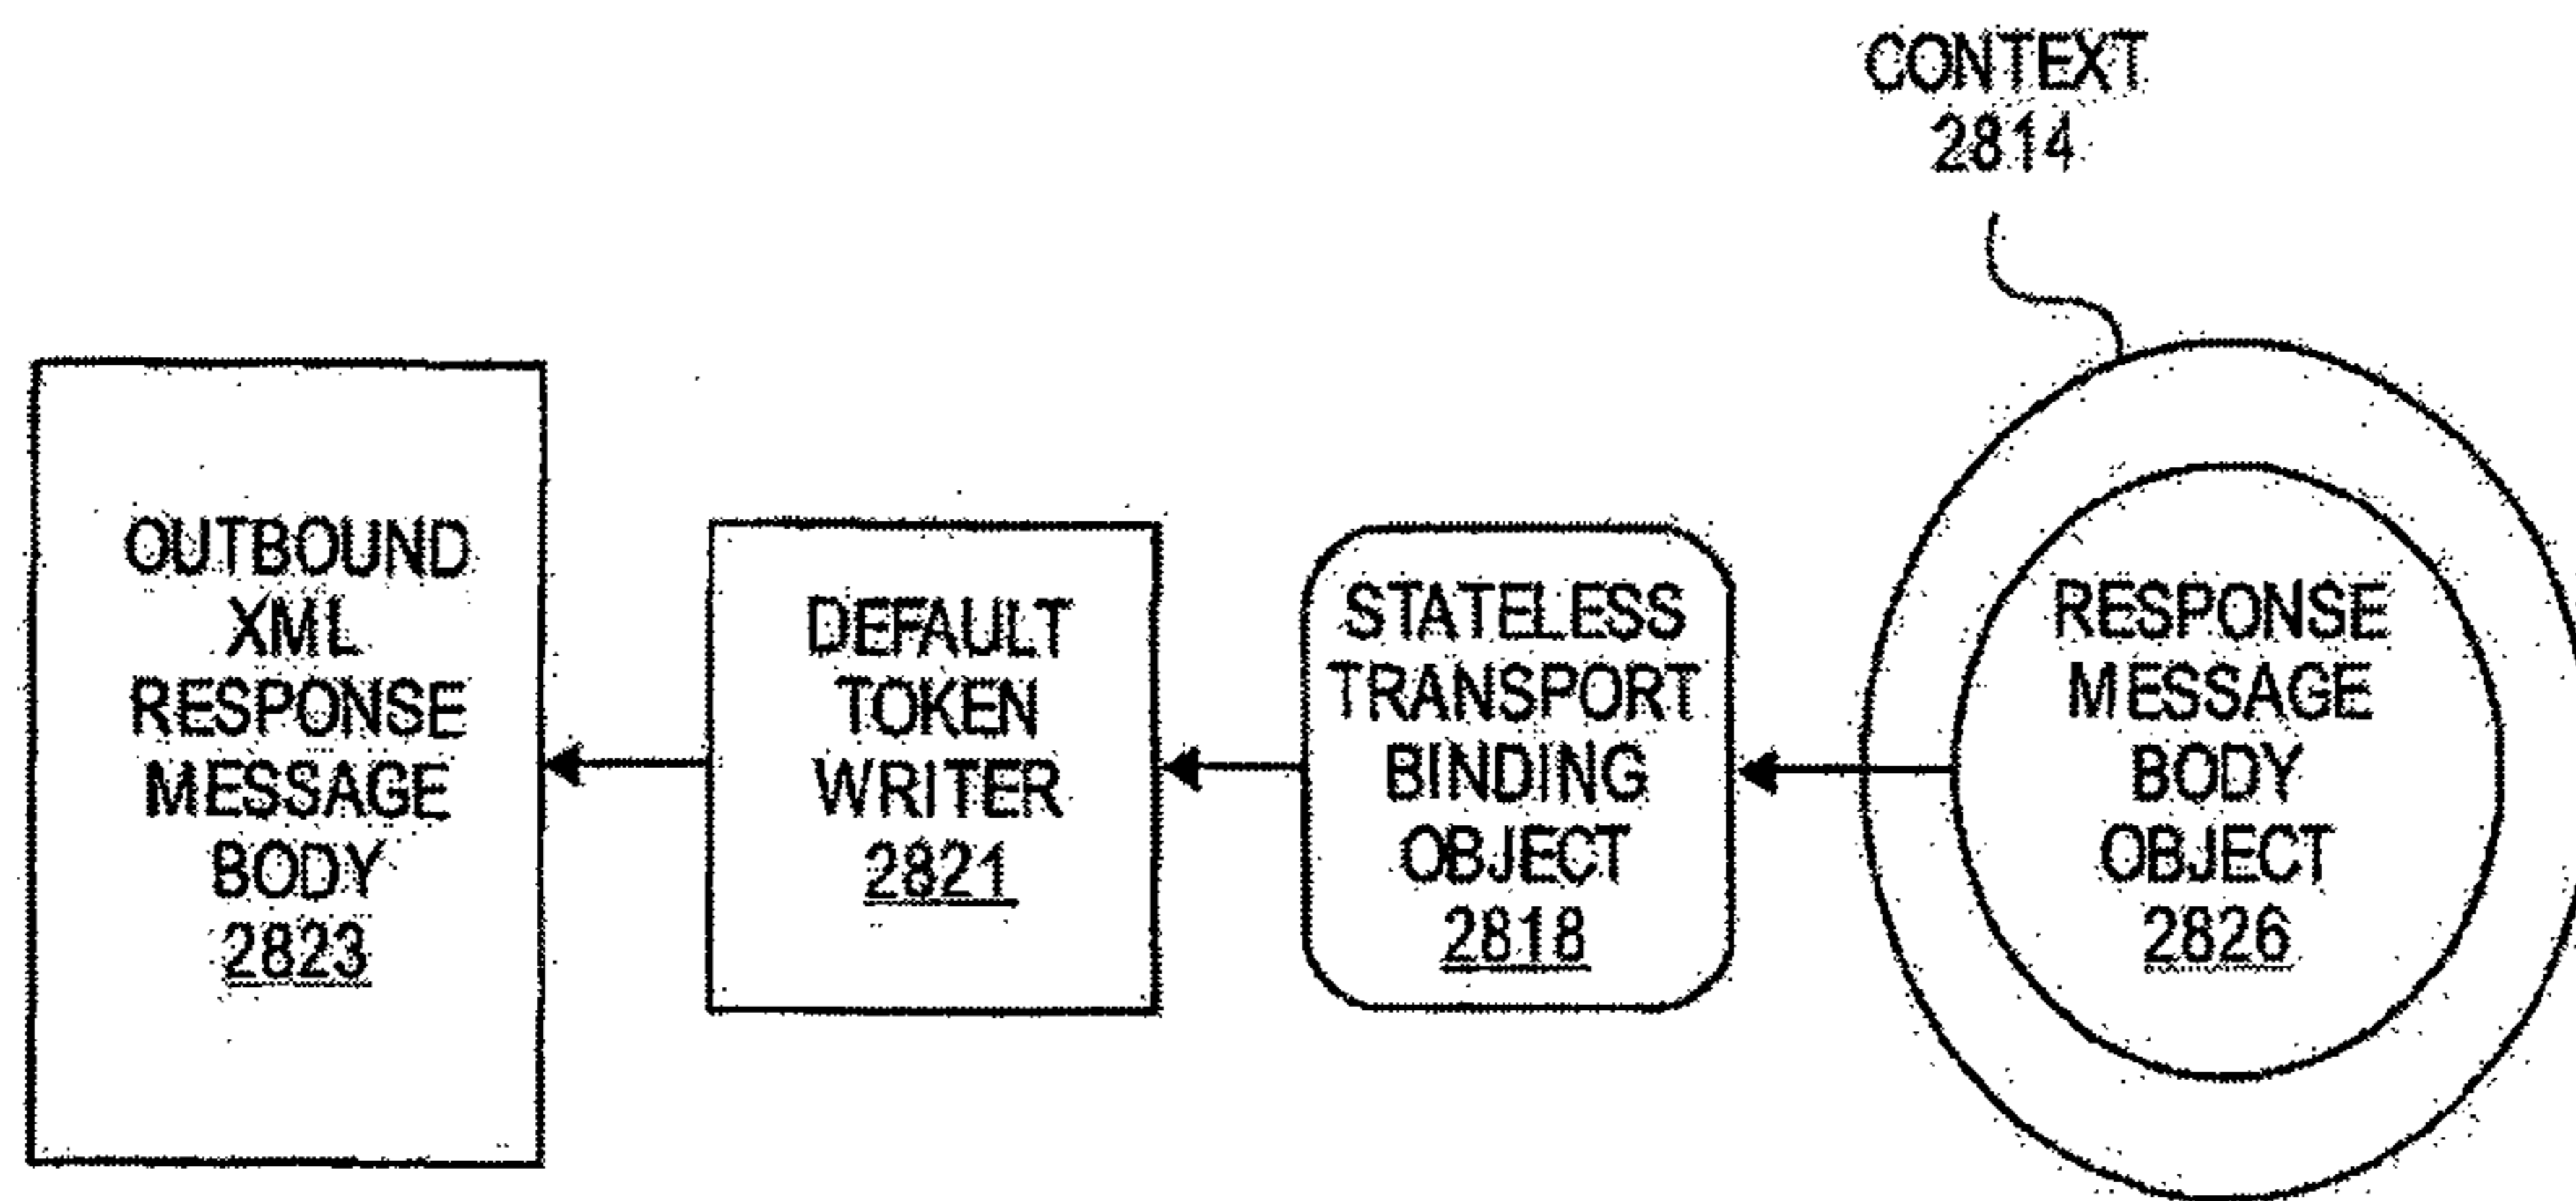 CONTEXT
2814
OUTBOUND
XML
RESPONSE
MESSAGE
BODY
2823
DEFAULT
TOKEN
WRITER
2821
STATELESS
TRANSPORT
BINDING
OBJECT
2818
RESPONSE
MESSAGE
BODY
OBJECT
2826